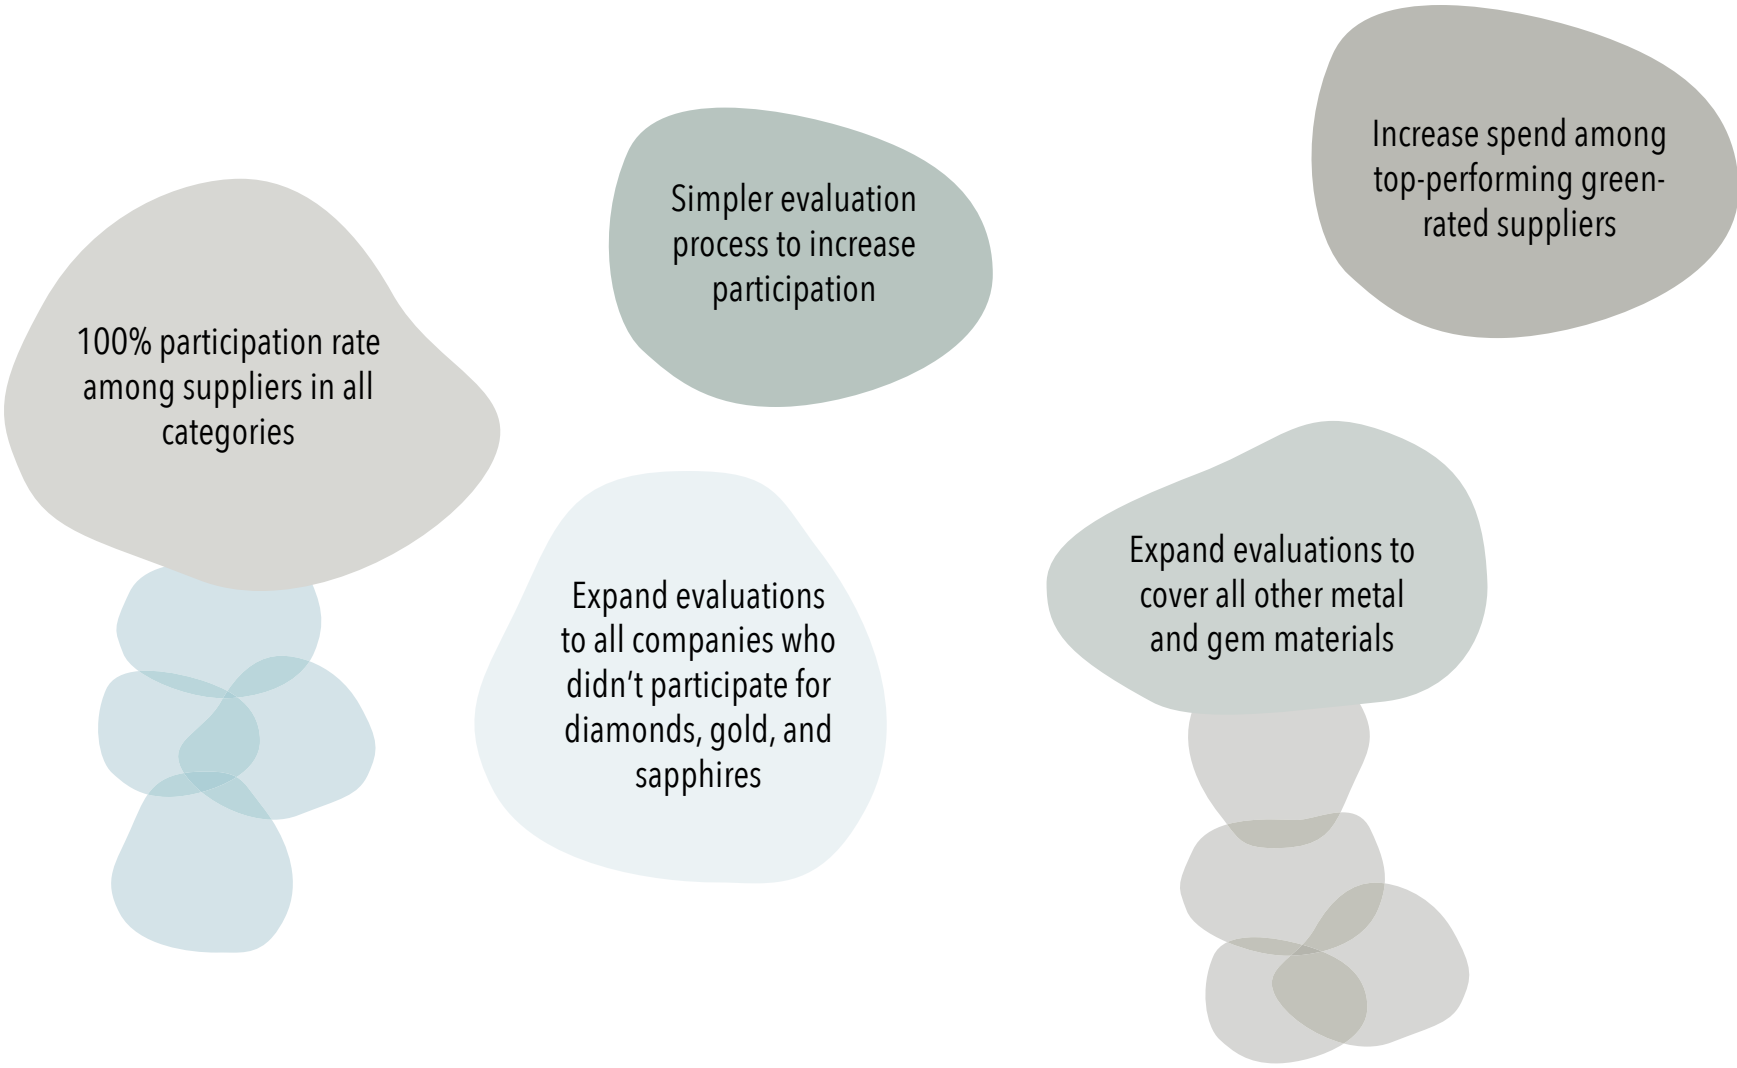 100% participation rate
among suppliers in all
categories
Simpler evaluation
process to increase
participation
Increase spend among
top-performing green-
rated suppliers
Expand evaluations
to all companies who
didn’t participate for
diamonds, gold, and
sapphires
Expand evaluations to
cover all other metal
and gem materials